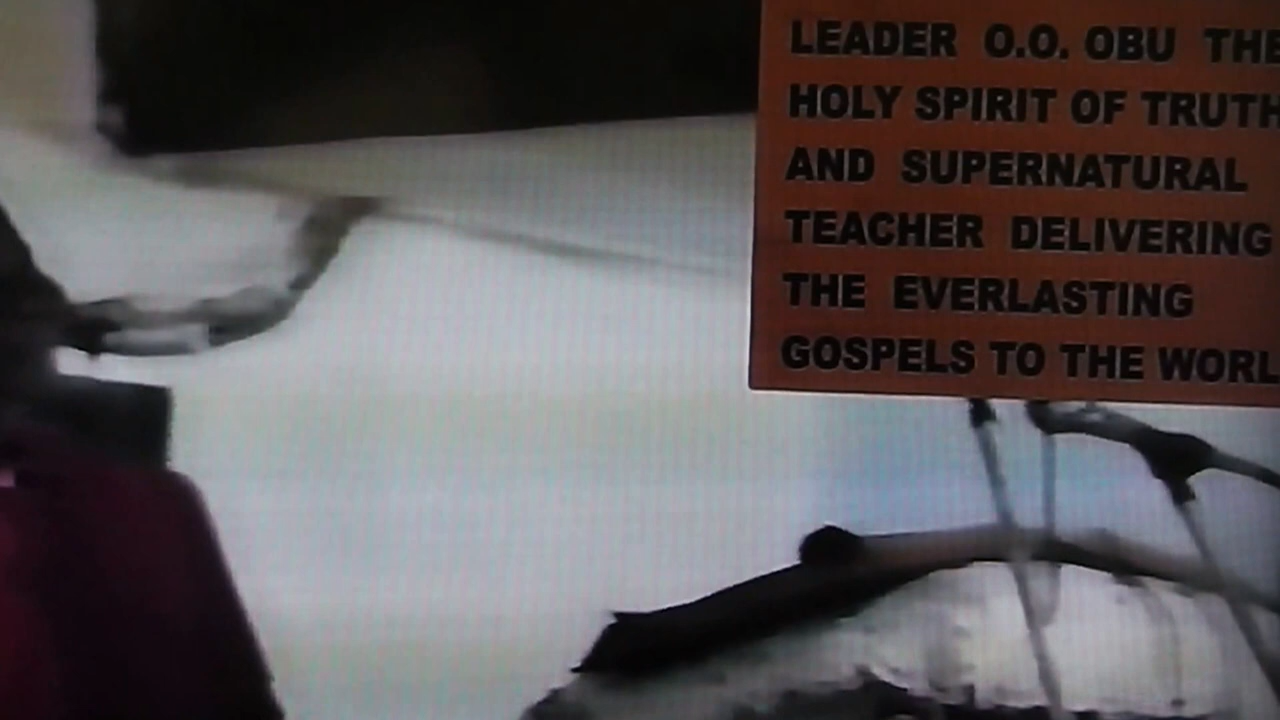 LEADER O.O. OBU THE
HOLY SPIRIT OF TRUTH
AND SUPERNATURAL
TEACHER DELIVERING
THE EVERLASTING
GOSPELS TO THE WORL